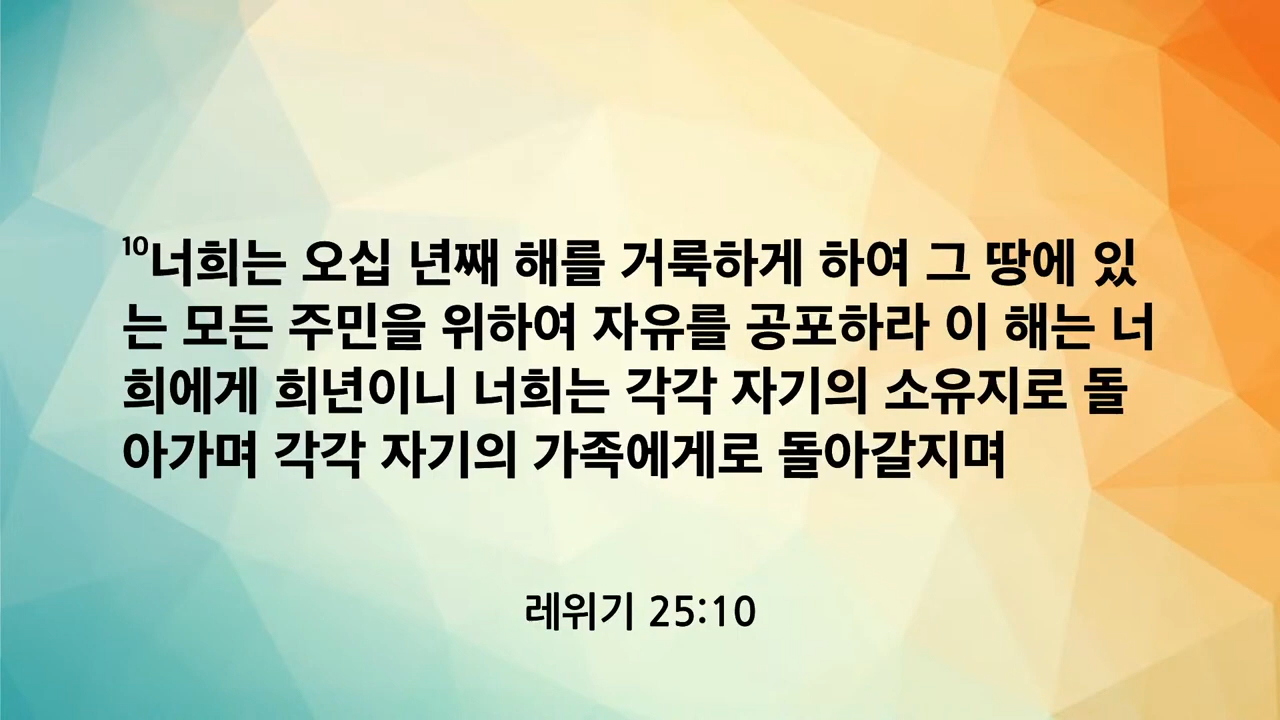 10너희는 오십 년째 해를 거룩하게 하여 그 땅에 있
는 모든 주민을 위하여 자유를 공포하라 이 해는 너
희에게 희년이니 너희는 각각 자기의 소유지로 돌
아가며 각각 자기의 가족에게로 돌아갈지며
레위기 25:10